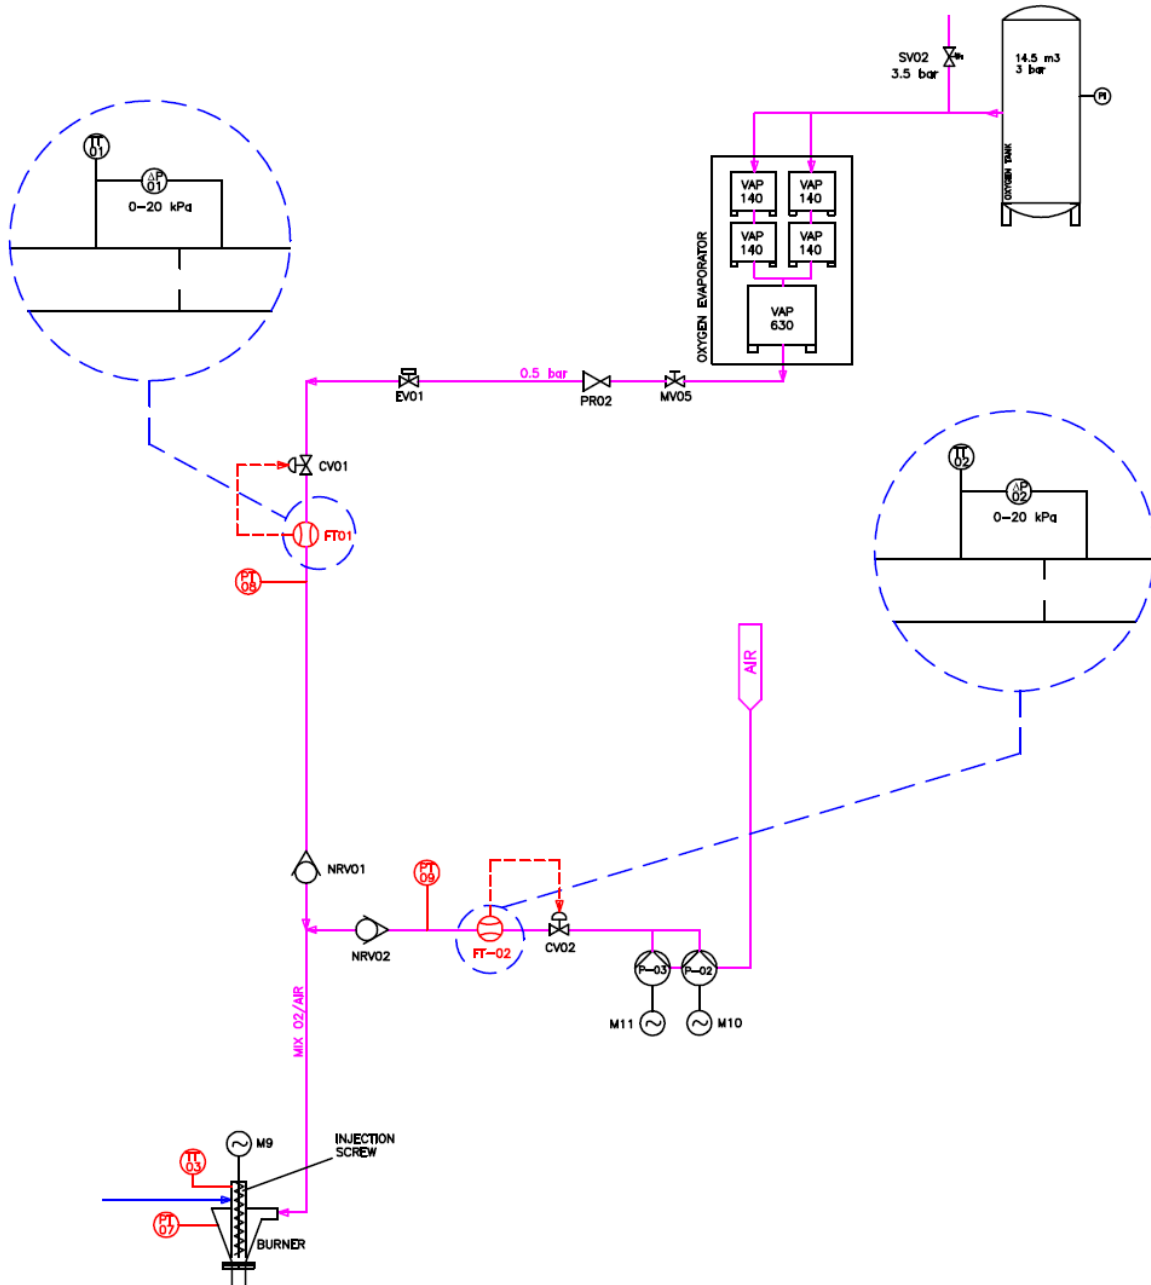 SV02
3.5 bar
14.5 m3
3 bar
PI
OXYGEN TANK
TT
01
ΔP
01
0-20 kPa
VAP
140
VAP
140
VAP
140
VAP
140
VAP
630
OXYGEN EVAPORATOR
0.5 bar
EV01
PR02
MV05
CV01
FT01
PT
08
TT
02
ΔP
02
0-20 kPa
AIR
NRV01
PT
09
NRV02
FT-02
CV02
P-03
P-02
M11
M10
MIX O2/AIR
M9
INJECTION
SCREW
TT
03
PT
07
BURNER